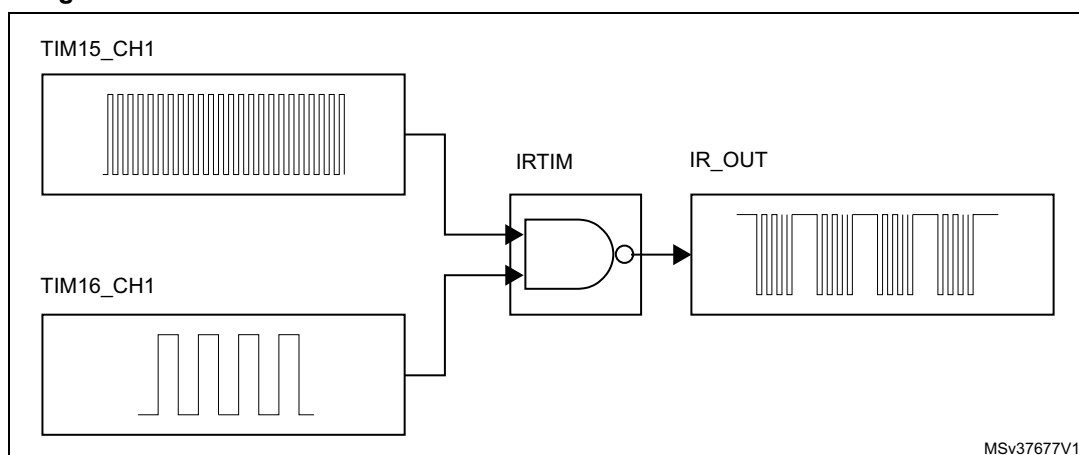 TIM15_CH1
IRTIM
IR_OUT
TIM16_CH1
MSv37677V1